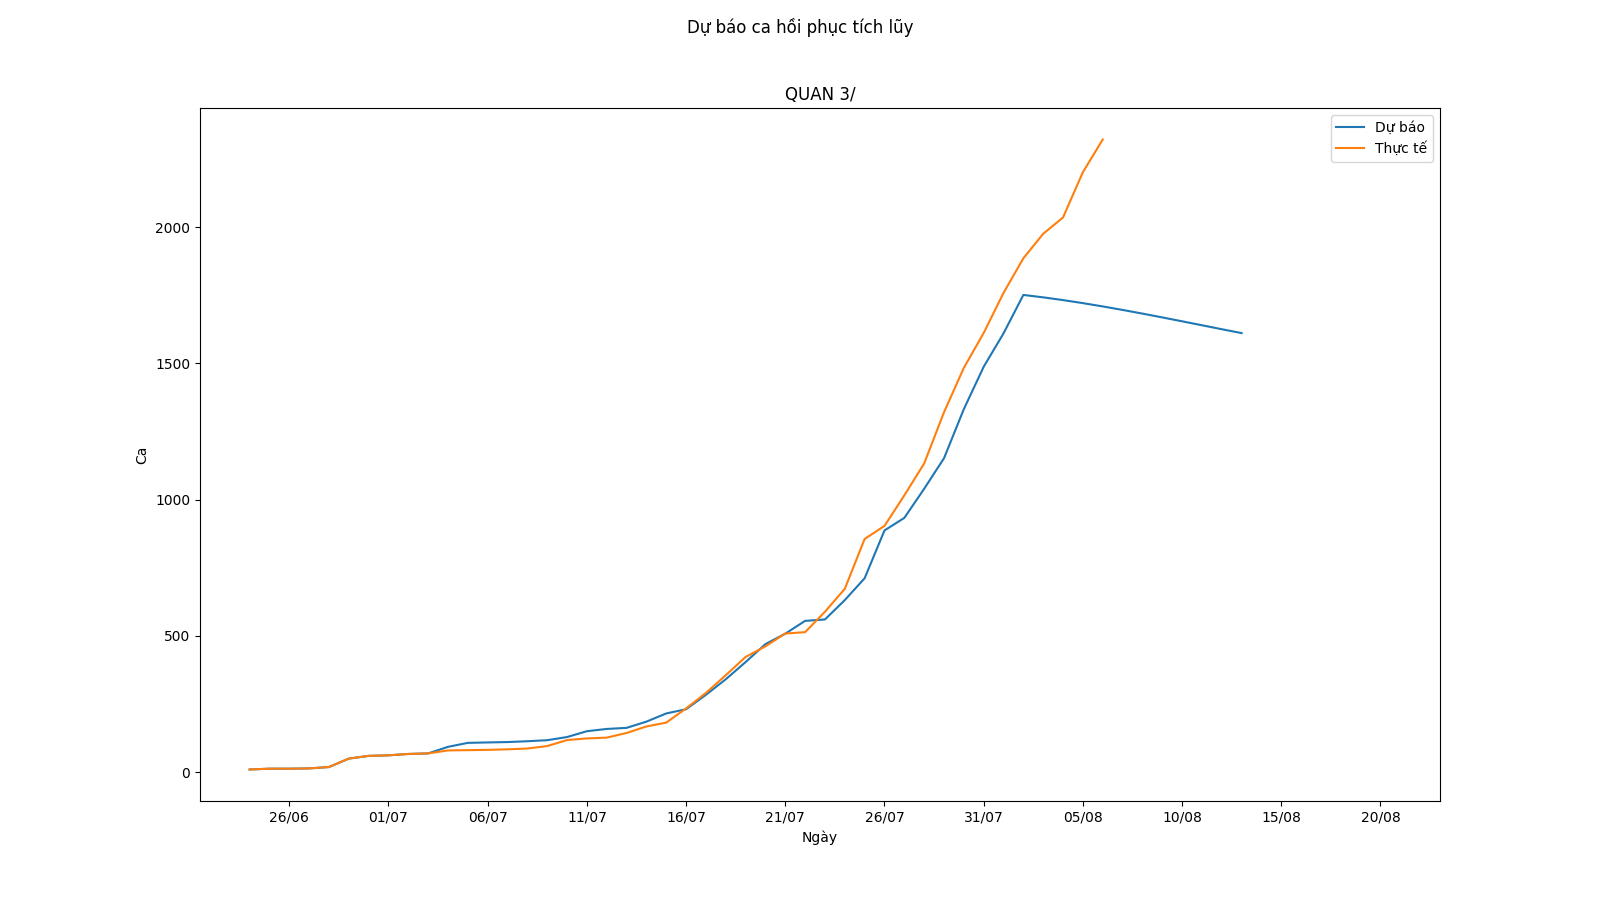 Dự báo ca hồi phục tích lũy
QUAN 3/
Dự báo
Thực tế
2000
1500
1000
500
0
Ca
26/06
01/07
06/07
11/07
16/07
21/07
26/07
31/07
05/08
10/08
15/08
20/08
Ngày